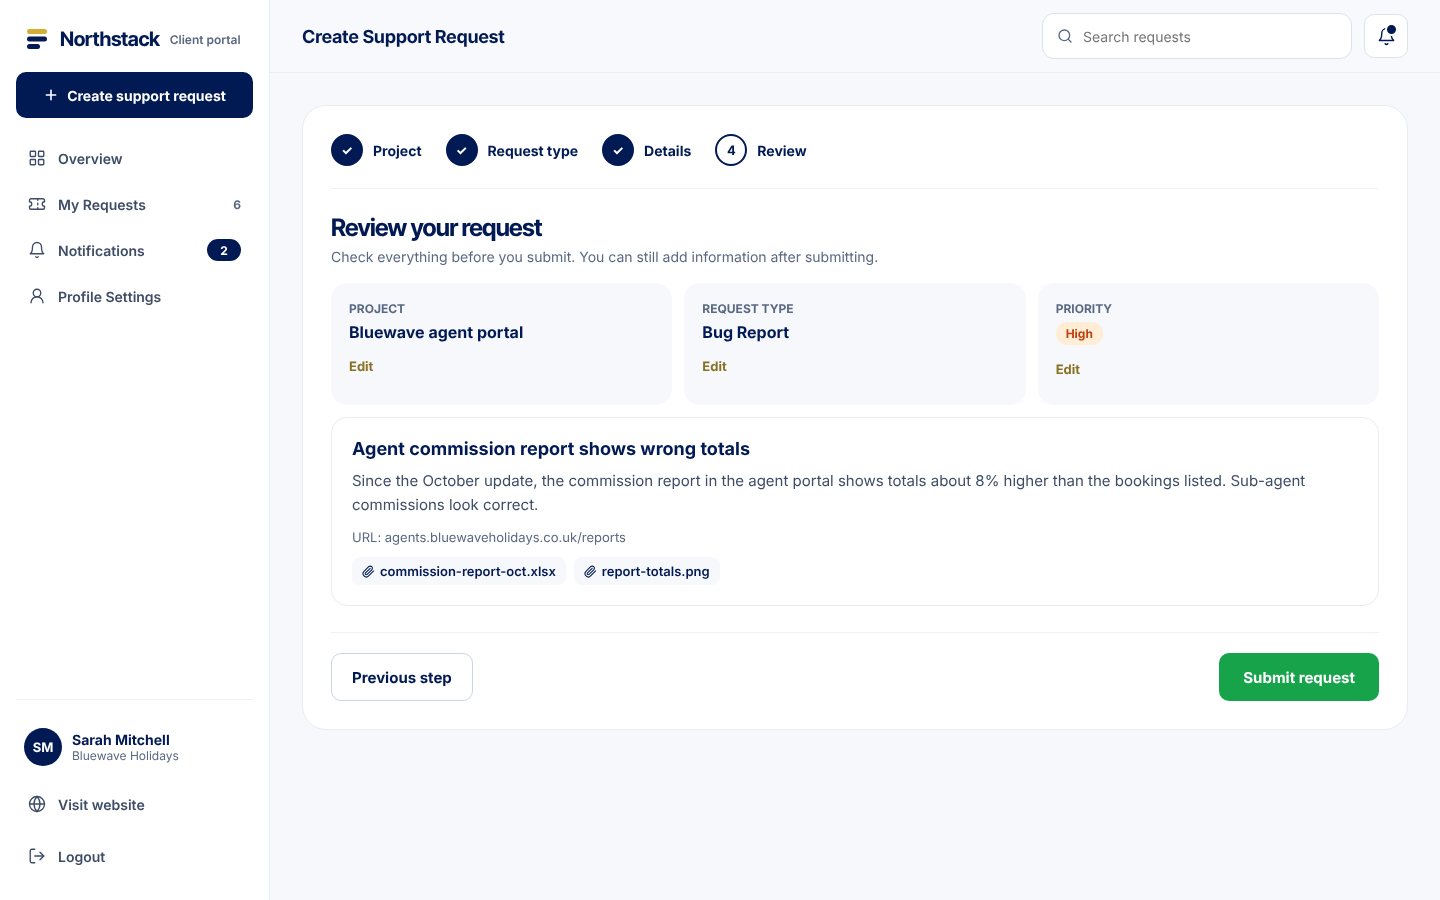 Northstack Client portal
Create support request
Overview
My Requests 6
Notifications 2
Profile Settings
SM
Sarah Mitchell
Bluewave Holidays
Visit website
Logout
Create Support Request
Search requests
Project
Request type
Details
4 Review
Review your request
Check everything before you submit. You can still add information after submitting.
PROJECT
Bluewave agent portal
Edit
REQUEST TYPE
Bug Report
Edit
PRIORITY
High
Edit
Agent commission report shows wrong totals
Since the October update, the commission report in the agent portal shows totals about 8% higher than the bookings listed. Sub-agent
commissions look correct.
URL: agents.bluewaveholidays.co.uk/reports
commission-report-oct.xlsx
report-totals.png
Previous step
Submit request